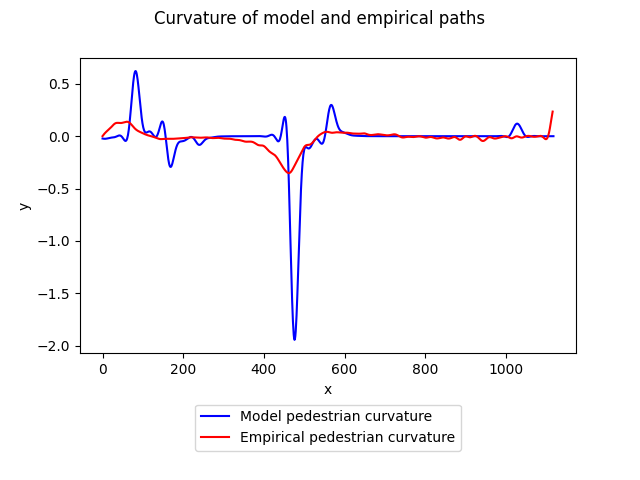 Curvature of model and empirical paths
0.5
0.0
−0.5
−1.0
−1.5
−2.0
y
0 200 400 600 800 1000
x
Model pedestrian curvature
Empirical pedestrian curvature